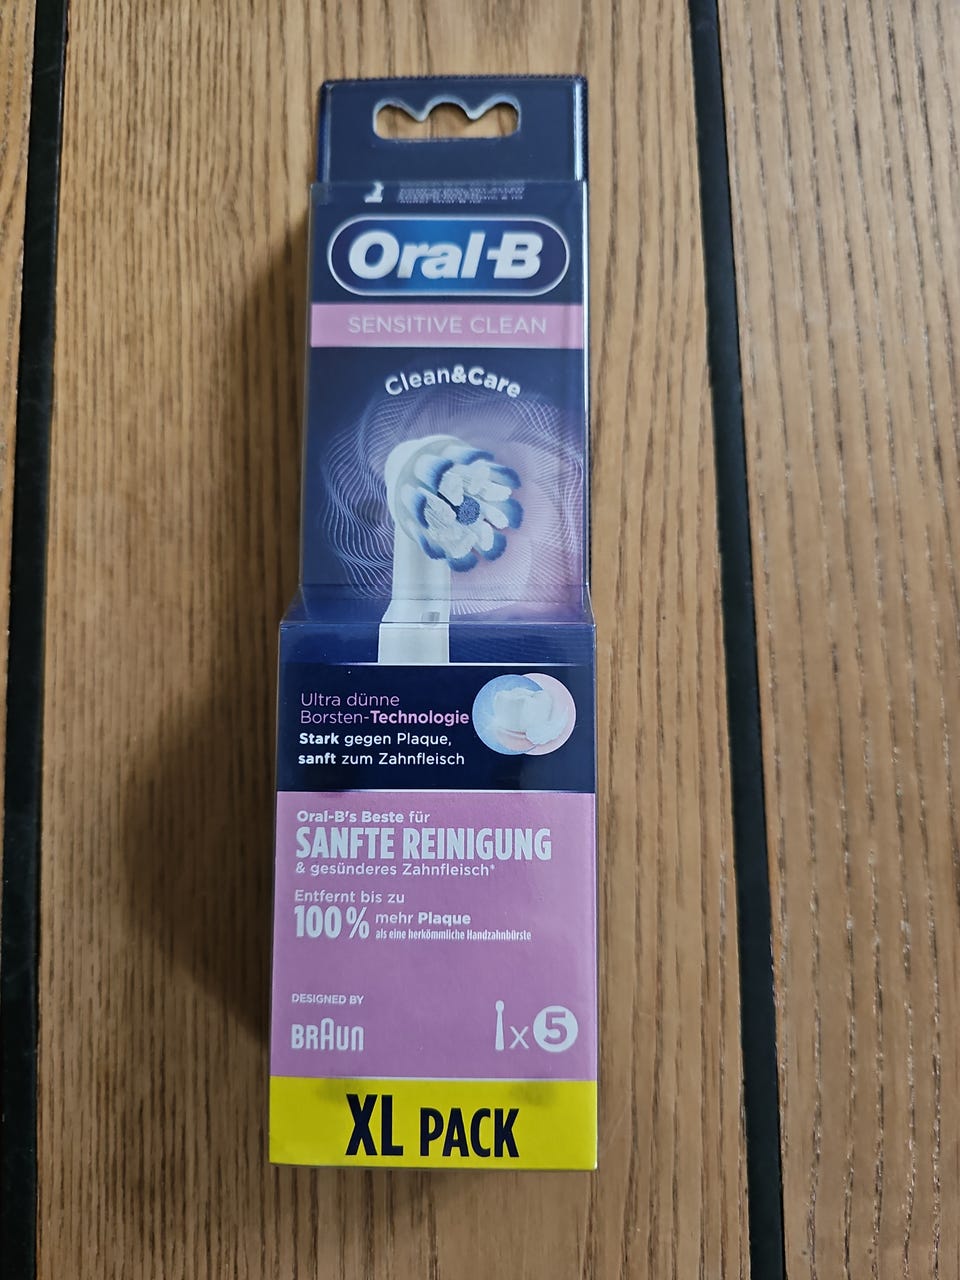 Oral-B
SENSITIVE CLEAN
Clean&Care
Ultra dünne
Borsten-Technologie
Stark gegen Plaque,
sanft zum Zahnfleisch
Oral-B's Beste für
SANFTE REINIGUNG
& gesünderes Zahnfleisch*
Entfernt bis zu
100% mehr Plaque
als eine herkömmliche Handzahnbürste
DESIGNED BY
BRAUN
x5
XL PACK